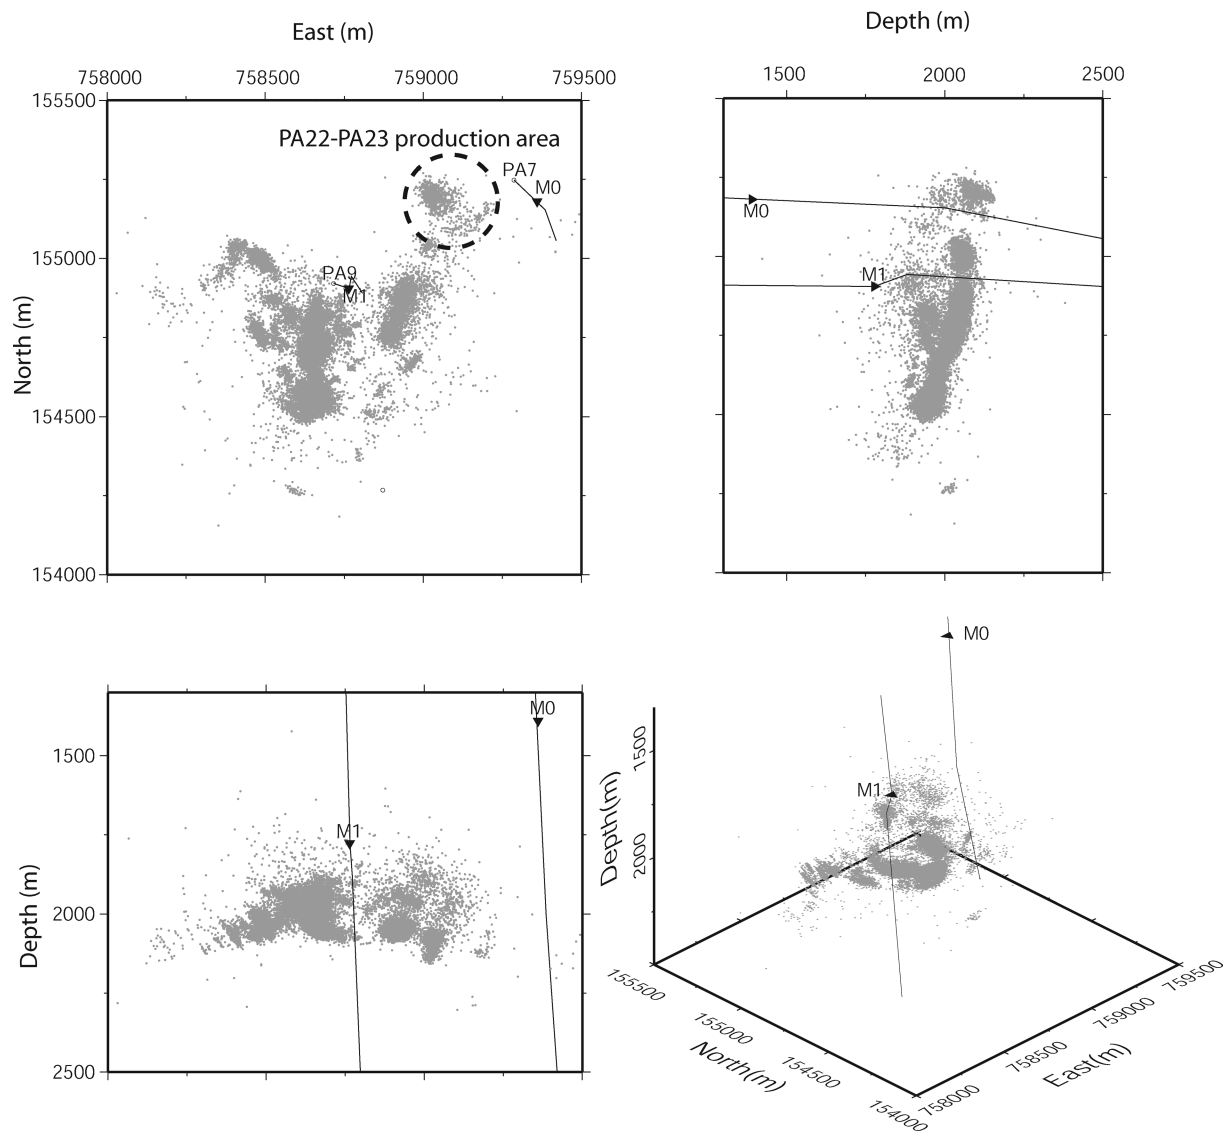 East (m)
758000 758500 759000 759500
155500
155000
154500
154000
North (m)
PA22-PA23 production area
PA7
M0
PA9
M1
Depth (m)
1500 2000 2500
M0
M1
Depth (m)
1500
2000
2500
M0
M1
M0
M1
Depth(m)
1500
2000
155500
155000
154500
154000
North(m)
758000
758500
759000
759500
East(m)